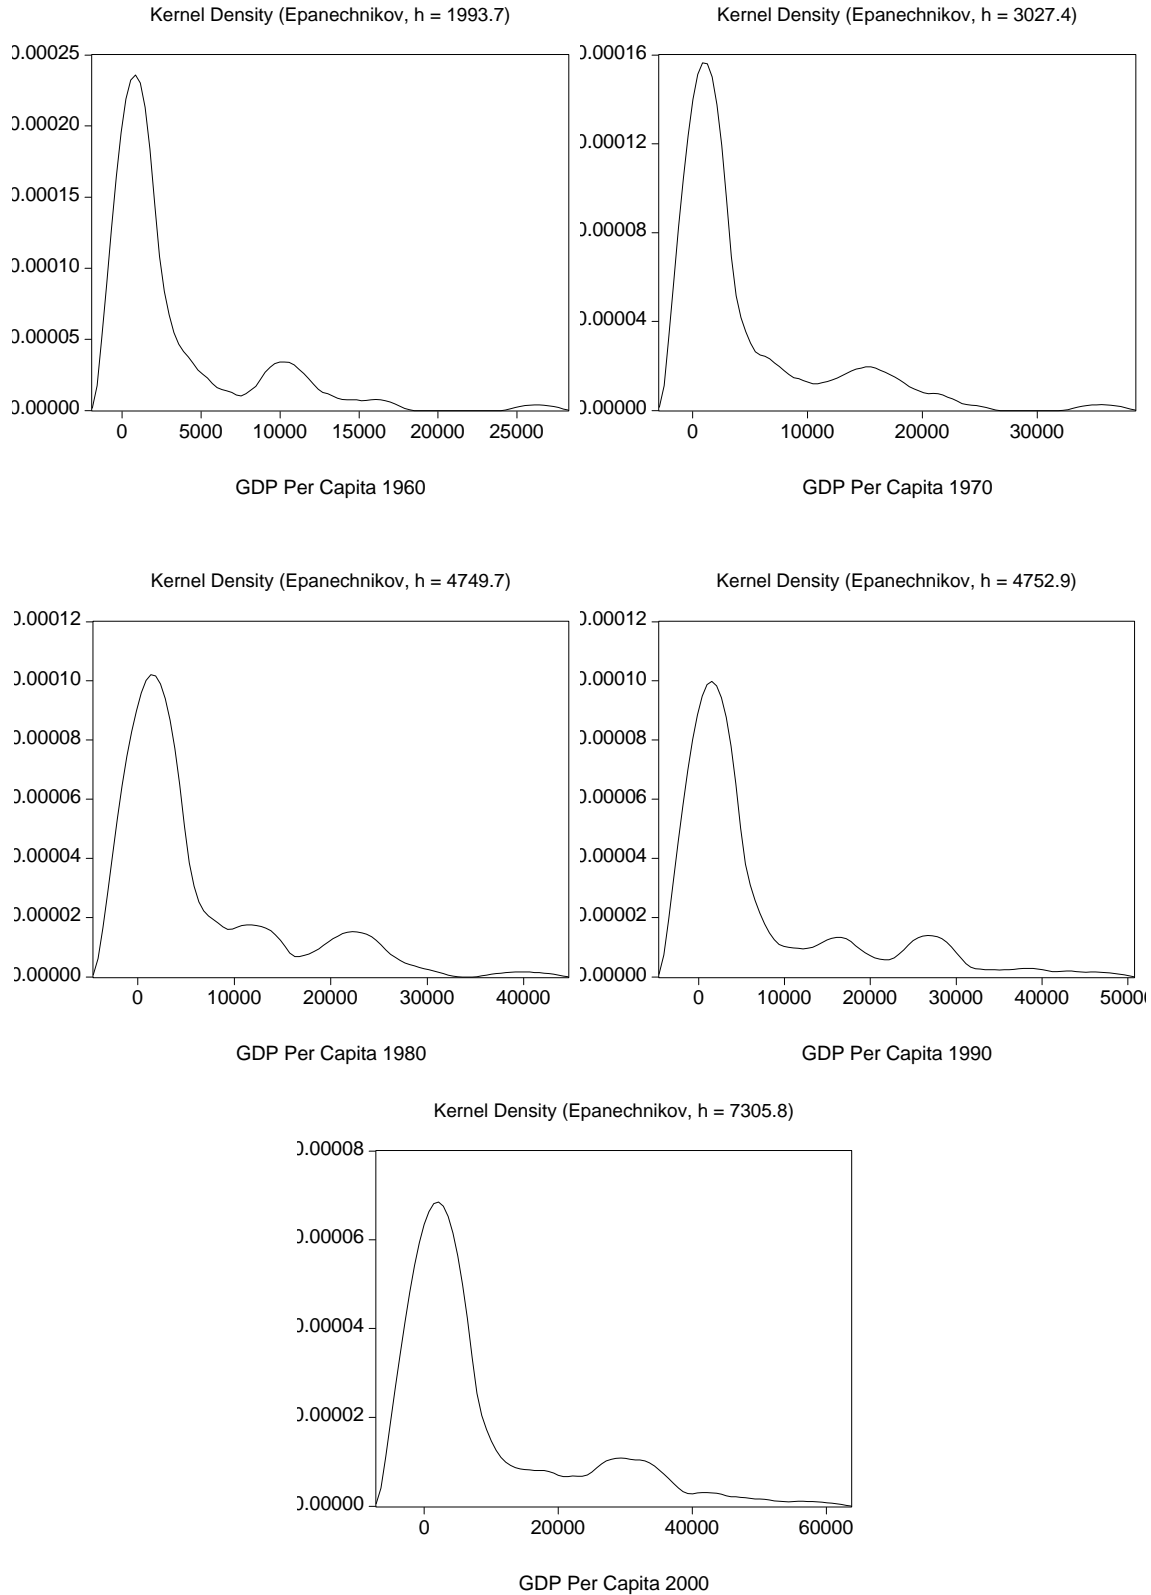 Kernel Density (Epanechnikov, h = 1993.7)
0.00025
0.00020
0.00015
0.00010
0.00005
0.00000
0 5000 10000 15000 20000 25000
GDP Per Capita 1960
Kernel Density (Epanechnikov, h = 3027.4)
0.00016
0.00012
0.00008
0.00004
0.00000
0 10000 20000 30000
GDP Per Capita 1970
Kernel Density (Epanechnikov, h = 4749.7)
0.00012
0.00010
0.00008
0.00006
0.00004
0.00002
0.00000
0 10000 20000 30000 40000
GDP Per Capita 1980
Kernel Density (Epanechnikov, h = 4752.9)
0.00012
0.00010
0.00008
0.00006
0.00004
0.00002
0.00000
0 10000 20000 30000 40000 50000
GDP Per Capita 1990
Kernel Density (Epanechnikov, h = 7305.8)
0.00008
0.00006
0.00004
0.00002
0.00000
0 20000 40000 60000
GDP Per Capita 2000